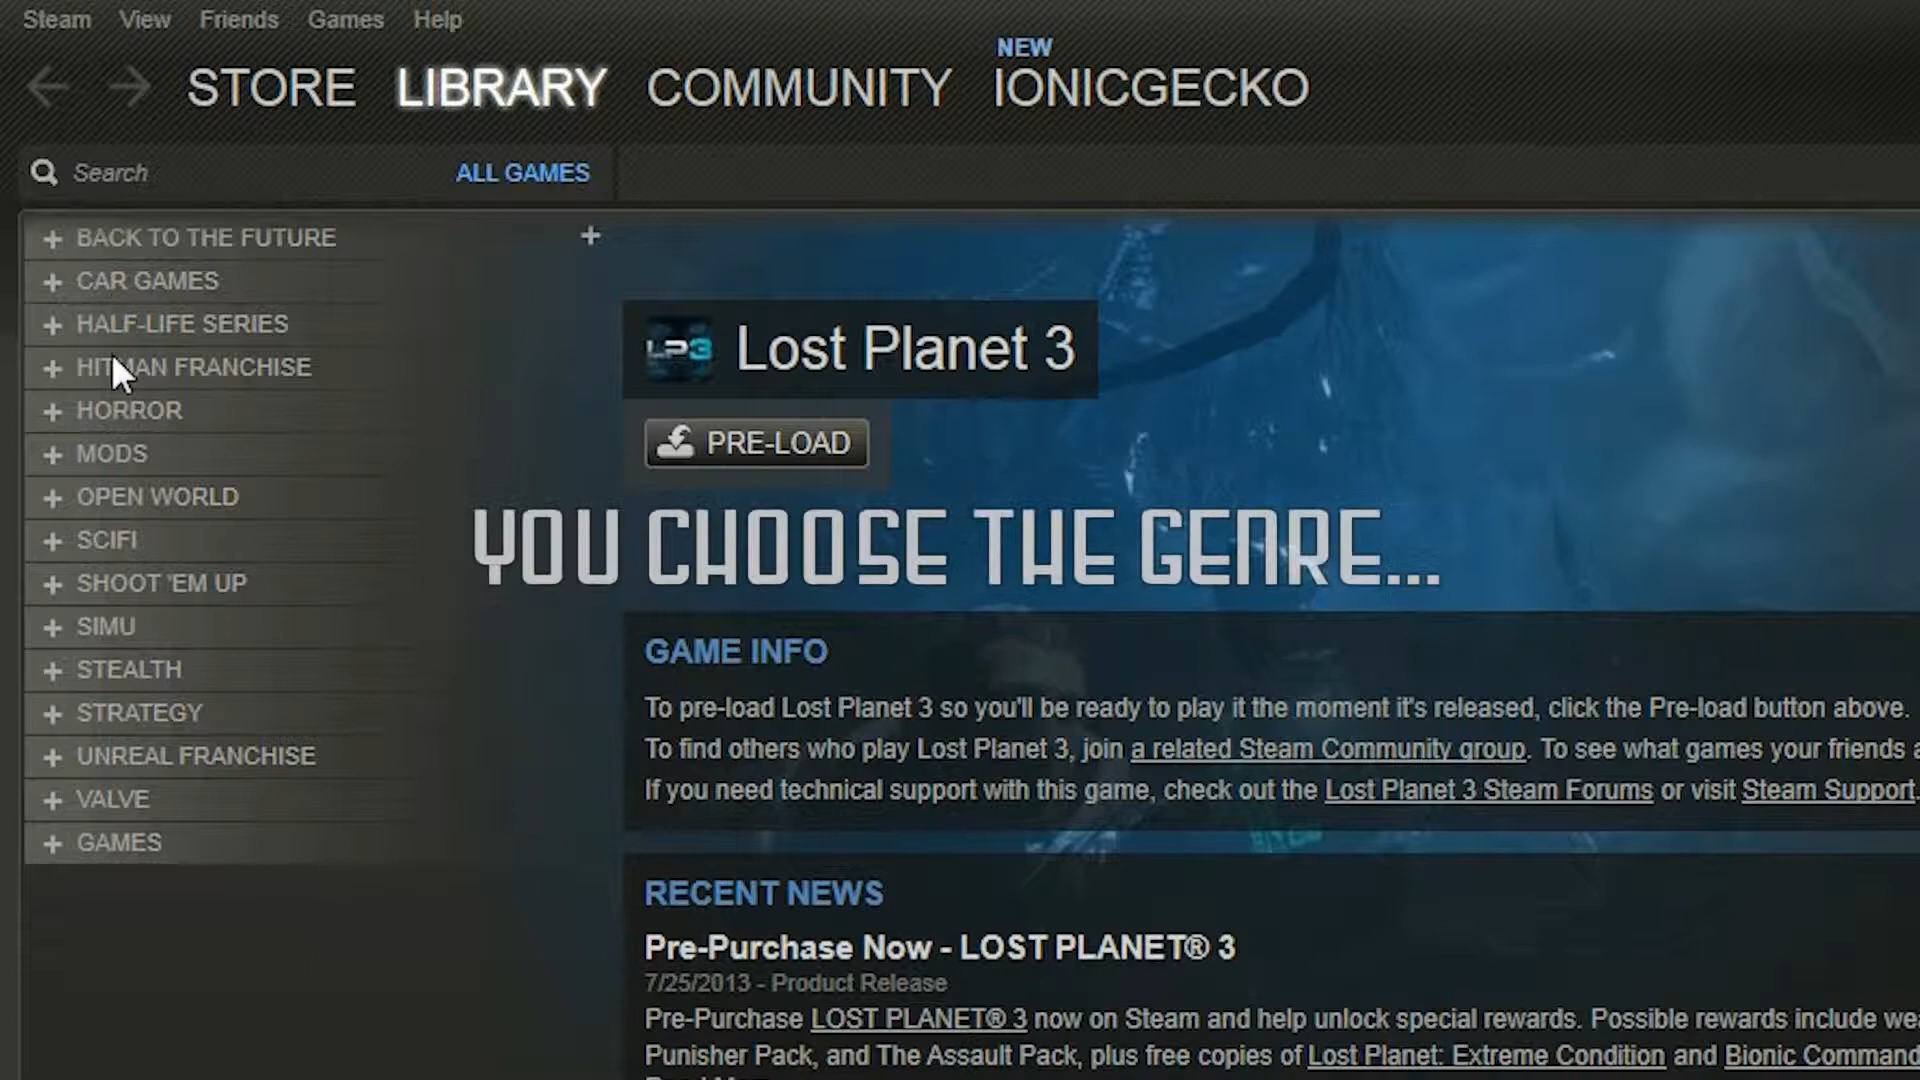 Steam View Friends Games Help
NEW
STORE LIBRARY COMMUNITY IONICGECKO
Search ALL GAMES
BACK TO THE FUTURE
CAR GAMES
HALF-LIFE SERIES
HITMAN FRANCHISE
HORROR
MODS
OPEN WORLD
SCIFI
SHOOT 'EM UP
SIMU
STEALTH
STRATEGY
UNREAL FRANCHISE
VALVE
GAMES
LP3 Lost Planet 3
PRE-LOAD
YOU CHOOSE THE GENRE...
GAME INFO
To pre-load Lost Planet 3 so you'll be ready to play it the moment it's released, click the Pre-load button above.
To find others who play Lost Planet 3, join a related Steam Community group. To see what games your friends
If you need technical support with this game, check out the Lost Planet 3 Steam Forums or visit Steam Support.
RECENT NEWS
Pre-Purchase Now - LOST PLANET® 3
7/25/2013 - Product Release
Pre-Purchase LOST PLANET® 3 now on Steam and help unlock special rewards. Possible rewards include
Punisher Pack, and The Assault Pack, plus free copies of Lost Planet: Extreme Condition and Bionic